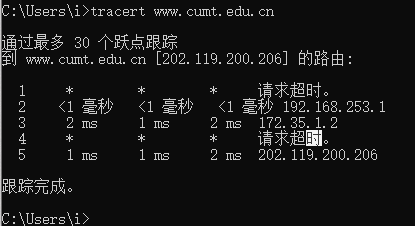 C:\Users\i>tracert www.cumt.edu.cn
通过最多 30 个跃点跟踪
到 www.cumt.edu.cn [202.119.200.206] 的路由:
1 * * * 请求超时。
2 <1 毫秒 <1 毫秒 <1 毫秒 192.168.253.1
3 2 ms 1 ms 2 ms 172.35.1.2
4 * * * 请求超时。
5 1 ms 1 ms 2 ms 202.119.200.206
跟踪完成。
C:\Users\i>